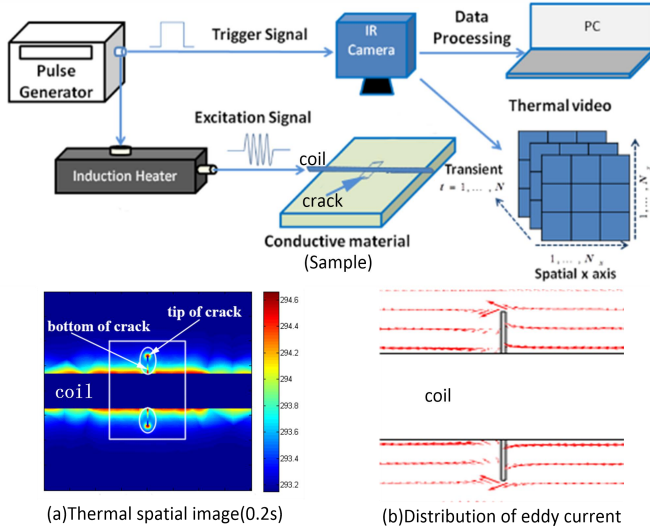 Pulse
Generator
Trigger Signal
IR
Camera
Data
Processing
PC
Excitation Signal
Induction Heater
coil
crack
Conductive material
(Sample)
Thermal video
Transient
t = 1, ... , N
1, ... , N
1, ... , Nx
Spatial x axis
bottom of crack
tip of crack
coil
294.6
294.4
294.2
294
293.8
293.6
293.4
293.2
coil
(a)Thermal spatial image(0.2s)
(b)Distribution of eddy current